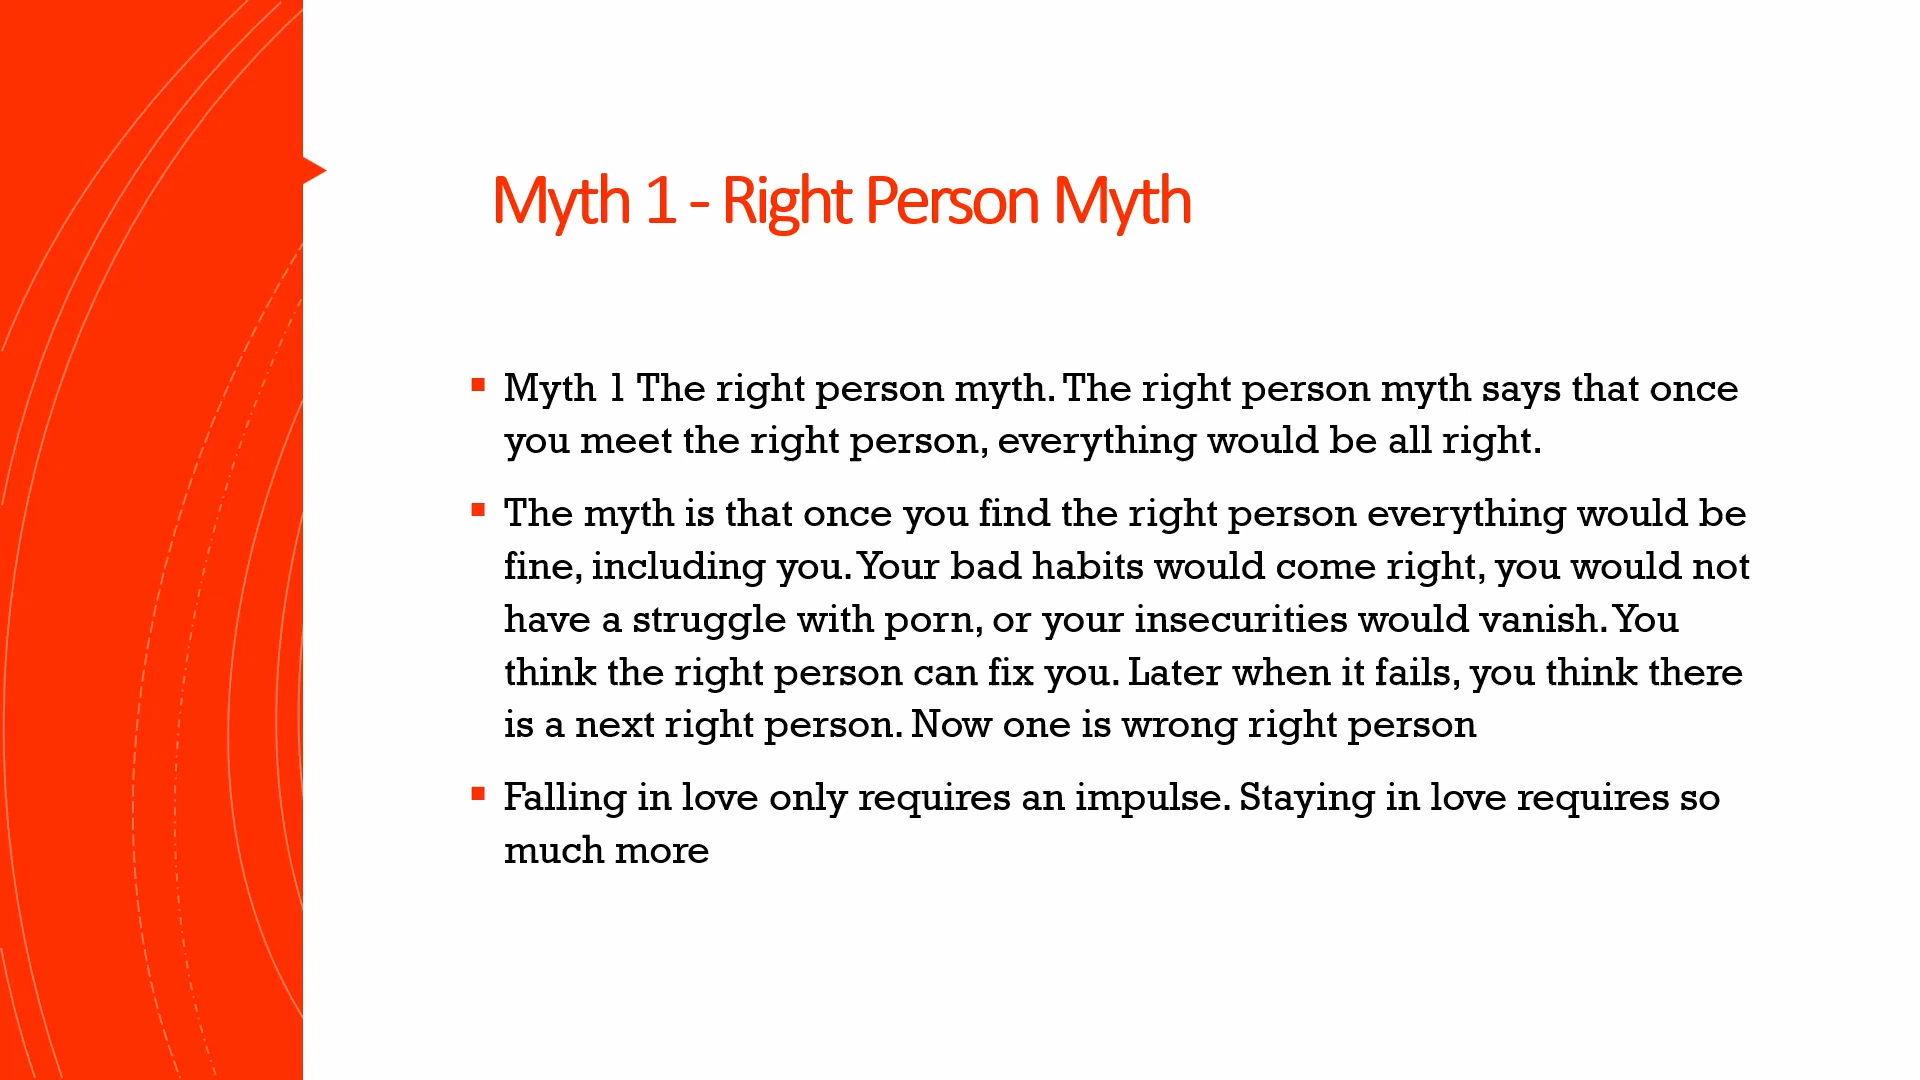 Myth 1 - Right Person Myth
Myth 1 The right person myth. The right person myth says that once
you meet the right person, everything would be all right.
The myth is that once you find the right person everything would be
fine, including you. Your bad habits would come right, you would not
have a struggle with porn, or your insecurities would vanish. You
think the right person can fix you. Later when it fails, you think there
is a next right person. Now one is wrong right person
Falling in love only requires an impulse. Staying in love requires so
much more